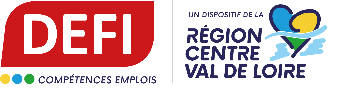 DEFI
COMPÉTENCES EMPLOIS
UN DISPOSITIF DE LA
RÉGION
CENTRE
VAL DE LOIRE